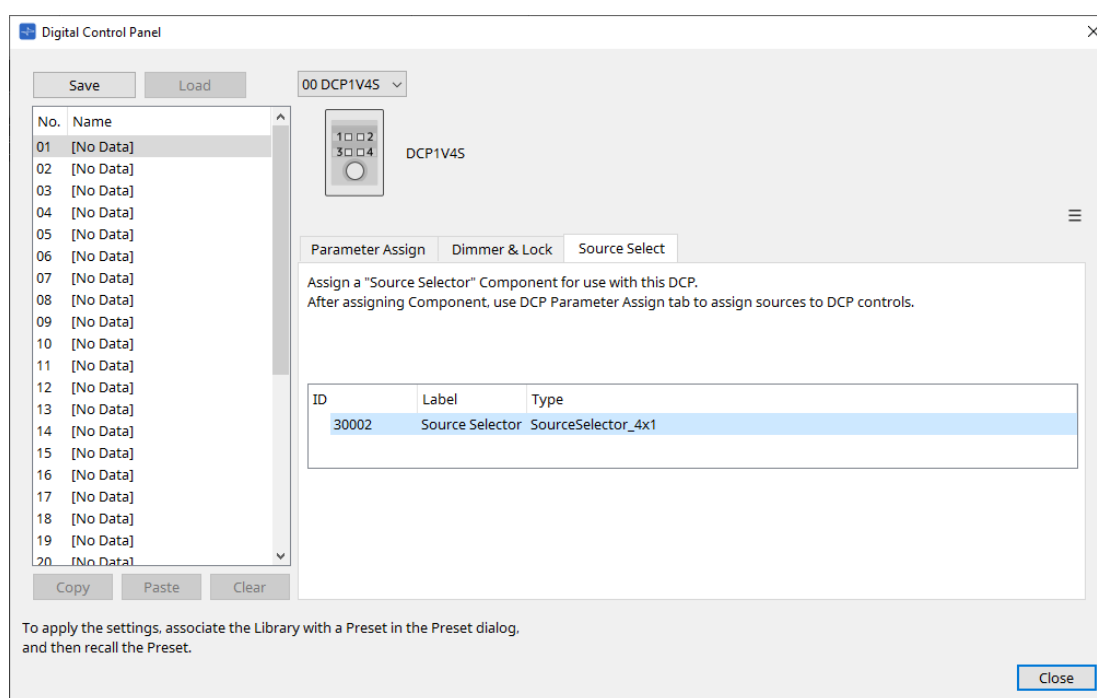 Digital Control Panel
Save Load
No. Name
01 [No Data]
02 [No Data]
03 [No Data]
04 [No Data]
05 [No Data]
06 [No Data]
07 [No Data]
08 [No Data]
09 [No Data]
10 [No Data]
11 [No Data]
12 [No Data]
13 [No Data]
14 [No Data]
15 [No Data]
16 [No Data]
17 [No Data]
18 [No Data]
19 [No Data]
20 [No Data]
Copy Paste Clear
00 DCP1V4S
1 2
3 4
DCP1V4S
Parameter Assign Dimmer & Lock Source Select
Assign a "Source Selector" Component for use with this DCP.
After assigning Component, use DCP Parameter Assign tab to assign sources to DCP controls.
ID Label Type
30002 Source Selector SourceSelector_4x1
To apply the settings, associate the Library with a Preset in the Preset dialog,
and then recall the Preset.
Close